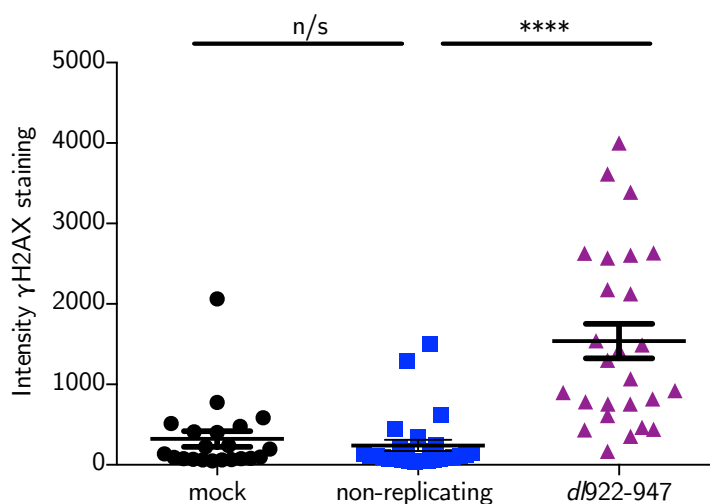 n/s ****
Intensity γH2AX staining
5000
4000
3000
2000
1000
0
mock non-replicating dl922-947